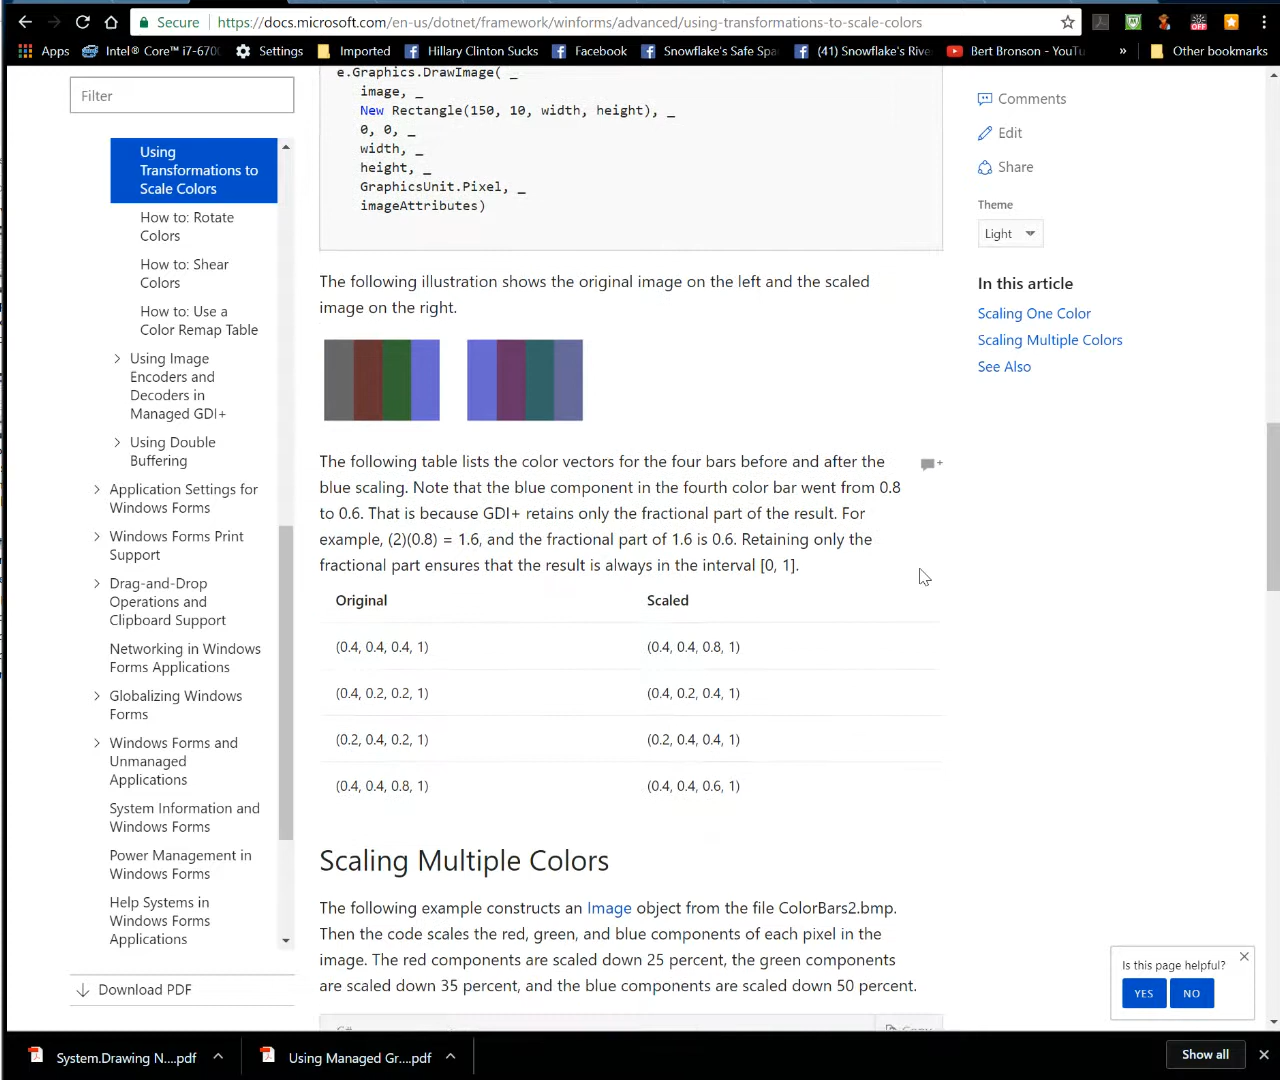 Secure https://docs.microsoft.com/en-us/dotnet/framework/winforms/advanced/using-transformations-to-scale-colors
OFF
Apps Intel® Core™ i7-670 Settings Imported Hillary Clinton Sucks Facebook Snowflake's Safe Spa (41) Snowflake's Rive Bert Bronson - YouTu » Other bookmarks
Filter
Using
Transformations to
Scale Colors
How to: Rotate
Colors
How to: Shear
Colors
How to: Use a
Color Remap Table
Using Image
Encoders and
Decoders in
Managed GDI+
Using Double
Buffering
Application Settings for
Windows Forms
Windows Forms Print
Support
Drag-and-Drop
Operations and
Clipboard Support
Networking in Windows
Forms Applications
Globalizing Windows
Forms
Windows Forms and
Unmanaged
Applications
System Information and
Windows Forms
Power Management in
Windows Forms
Help Systems in
Windows Forms
Applications
Download PDF
e.Graphics.DrawImage( _
image, _
New Rectangle(150, 10, width, height), _
0, 0, _
width, _
height, _
GraphicsUnit.Pixel, _
imageAttributes)
The following illustration shows the original image on the left and the scaled
image on the right.
The following table lists the color vectors for the four bars before and after the
blue scaling. Note that the blue component in the fourth color bar went from 0.8
to 0.6. That is because GDI+ retains only the fractional part of the result. For
example, (2)(0.8) = 1.6, and the fractional part of 1.6 is 0.6. Retaining only the
fractional part ensures that the result is always in the interval [0, 1].
Original Scaled
(0.4, 0.4, 0.4, 1) (0.4, 0.4, 0.8, 1)
(0.4, 0.2, 0.2, 1) (0.4, 0.2, 0.4, 1)
(0.2, 0.4, 0.2, 1) (0.2, 0.4, 0.4, 1)
(0.4, 0.4, 0.8, 1) (0.4, 0.4, 0.6, 1)
Scaling Multiple Colors
The following example constructs an Image object from the file ColorBars2.bmp.
Then the code scales the red, green, and blue components of each pixel in the
image. The red components are scaled down 25 percent, the green components
are scaled down 35 percent, and the blue components are scaled down 50 percent.
C# Copy
Comments
Edit
Share
Theme
Light
In this article
Scaling One Color
Scaling Multiple Colors
See Also
Is this page helpful?
YES NO
System.Drawing N....pdf Using Managed Gr....pdf Show all